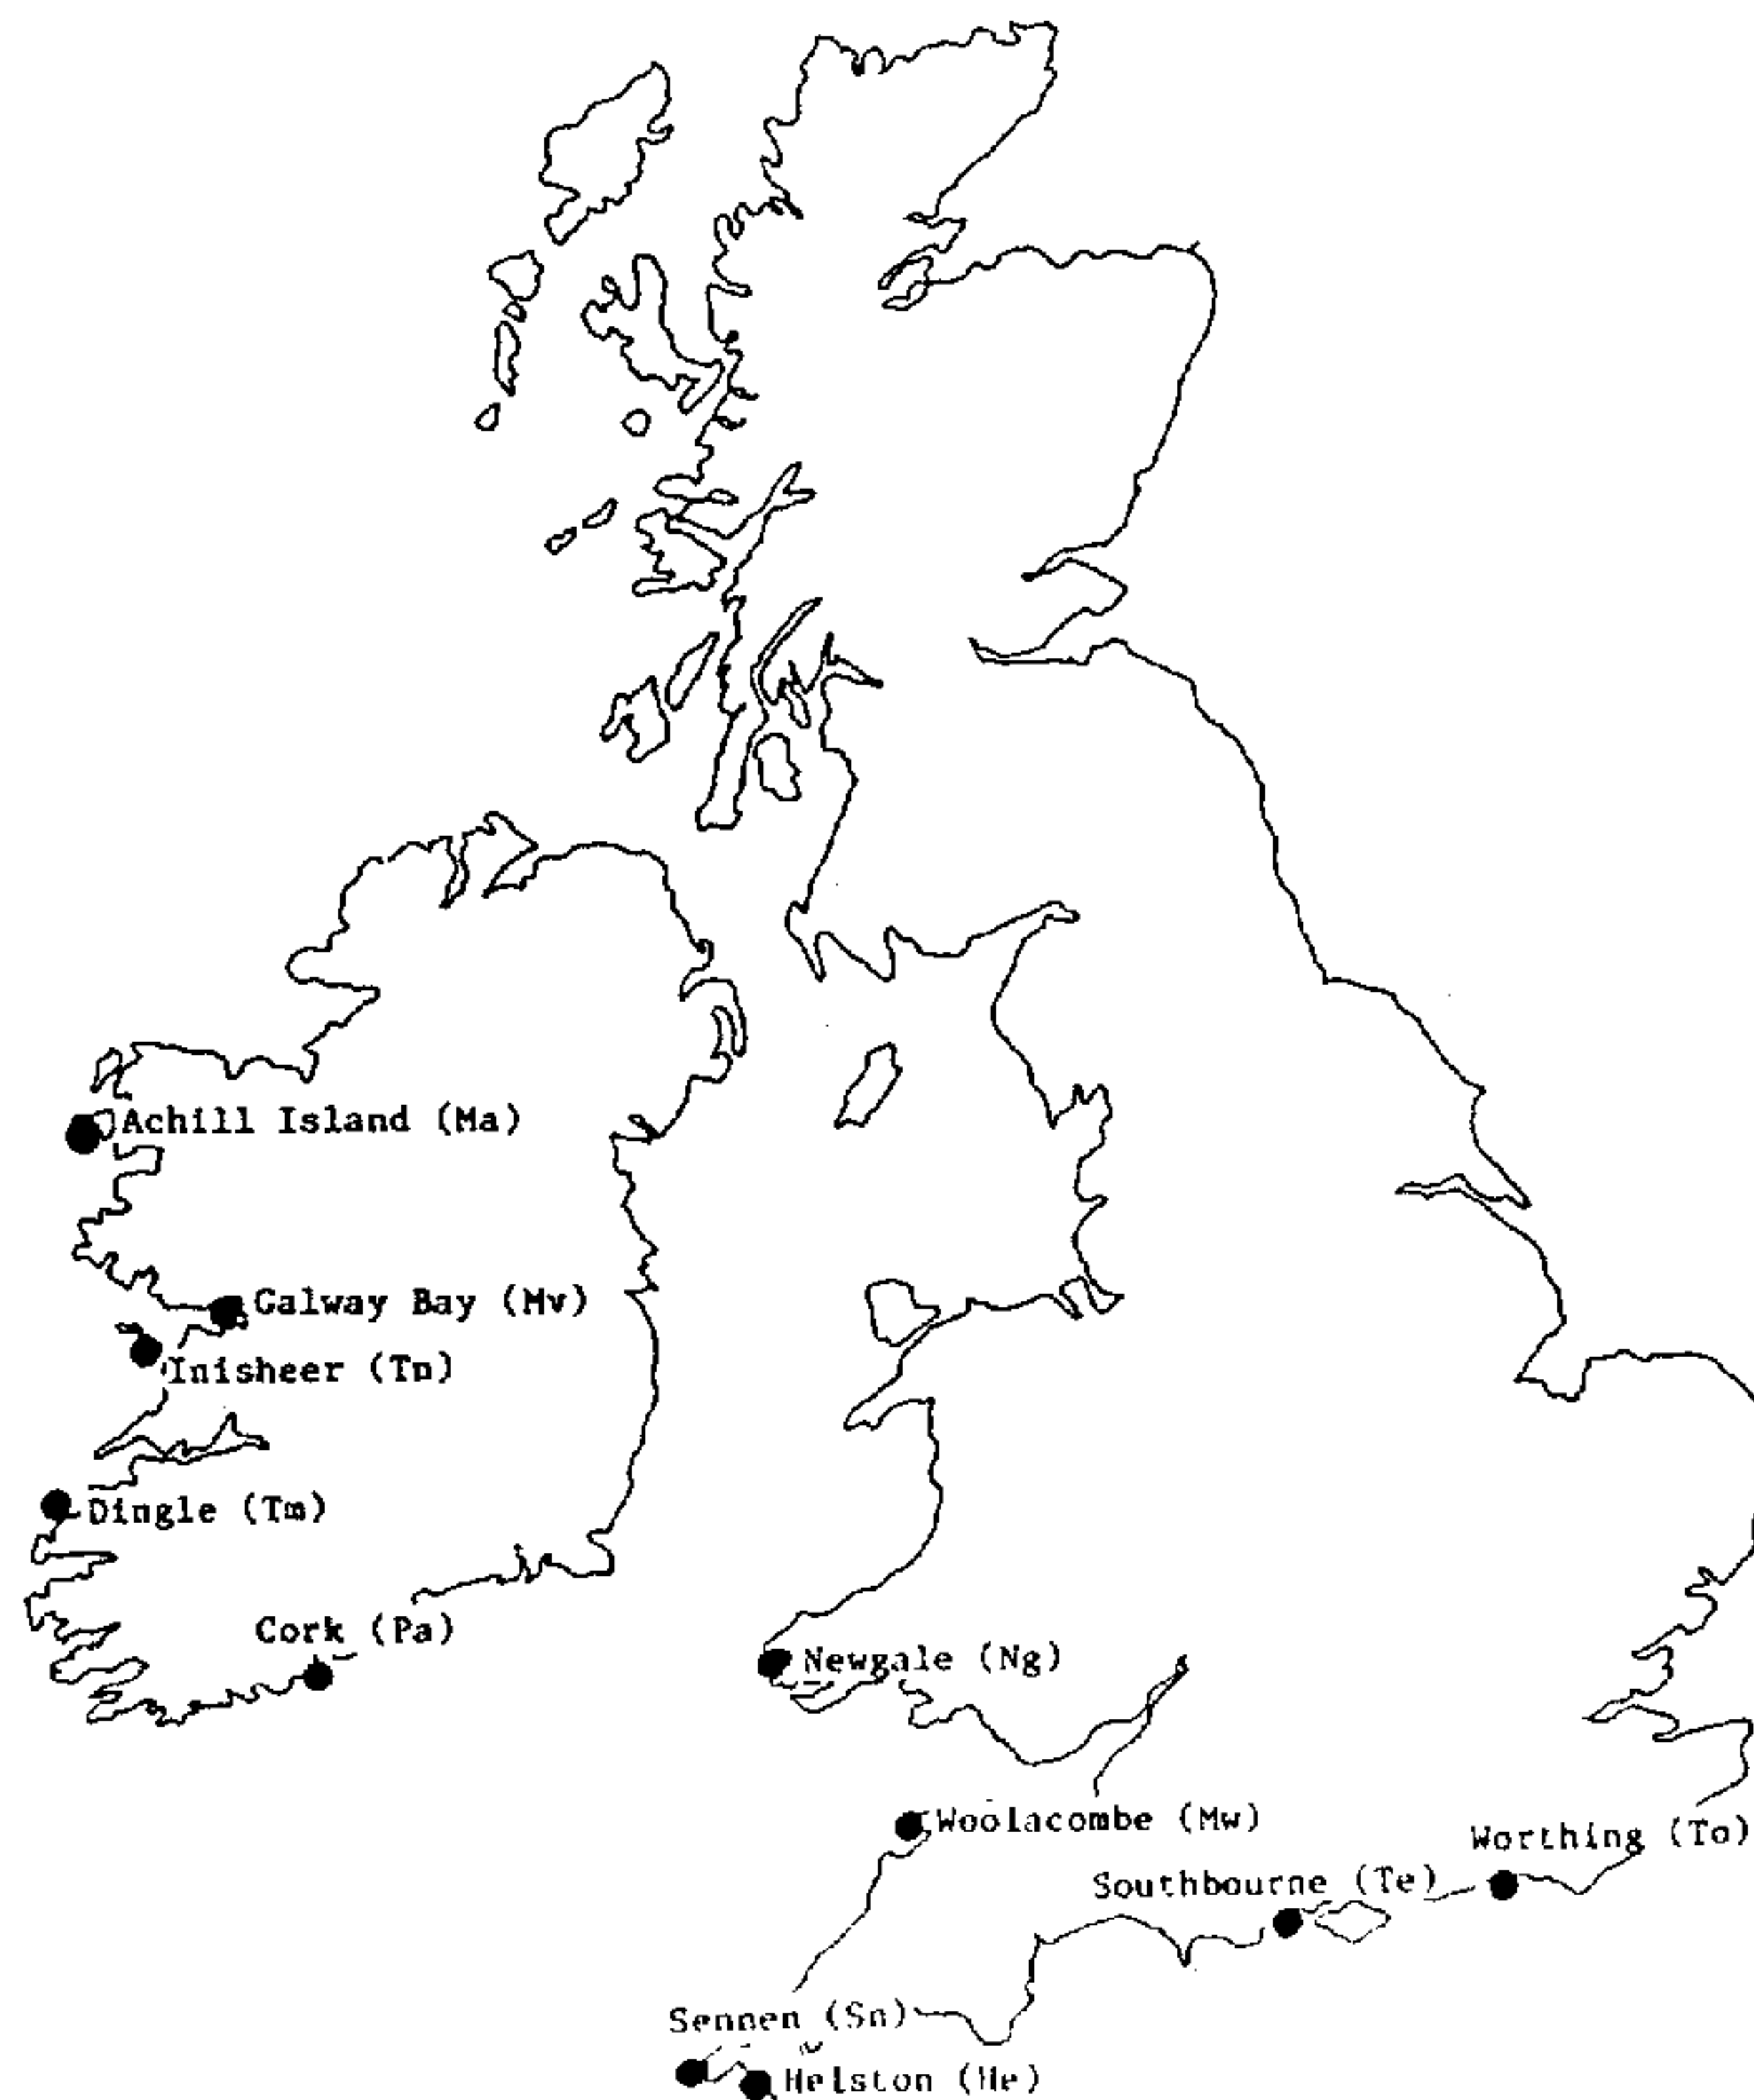 Achill Island (Ma)
Galway Bay (Mv)
Inisheer (Tn)
Dingle (Tm)
Cork (Pa)
Newgale (Ng)
Woolacombe (Mw)
Worthing (To)
Southbourne (Te)
Sennen (Sn)
Helston (He)